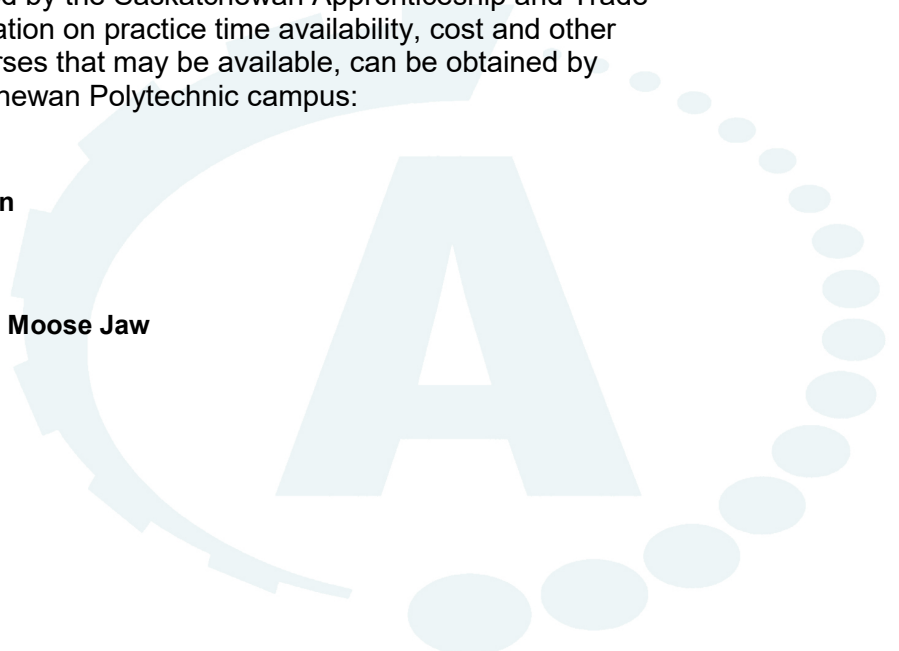 by the Saskatchewan Apprenticeship and Trade
ation on practice time availability, cost and other
rses that may be available, can be obtained by
newan Polytechnic campus:
n
Moose Jaw
A